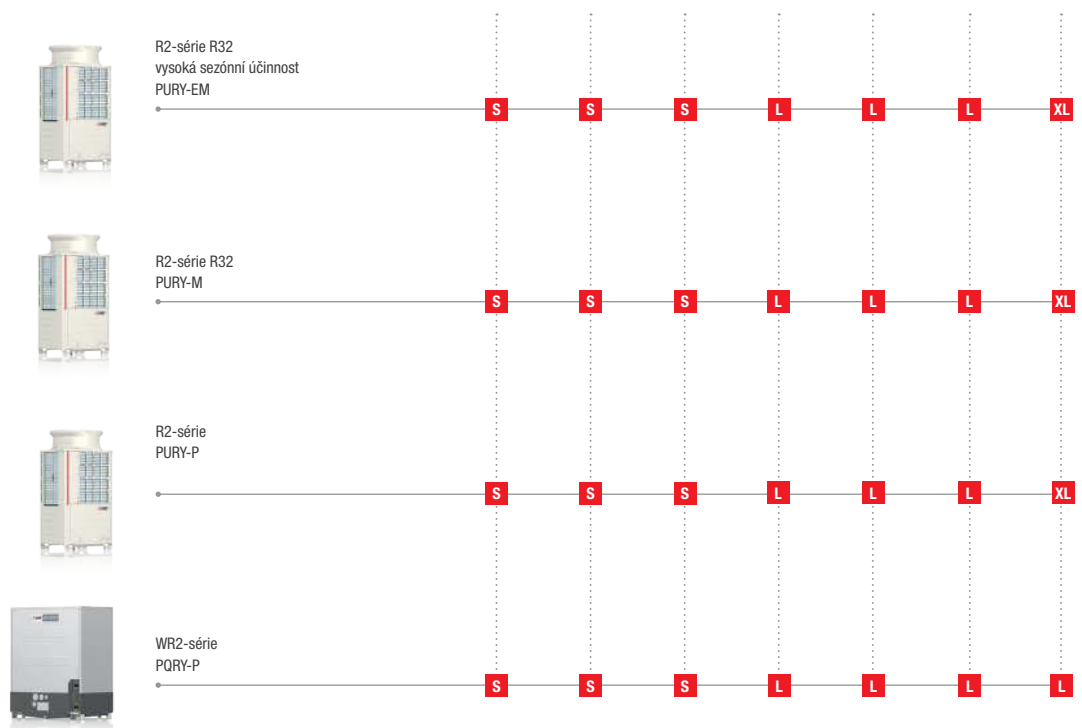 R2-série R32
vysoká sezónní účinnost
PURY-EM
S S S L L L XL
R2-série R32
PURY-M
S S S L L L XL
R2-série
PURY-P
S S S L L L XL
WR2-série
PQRY-P
S S S L L L L